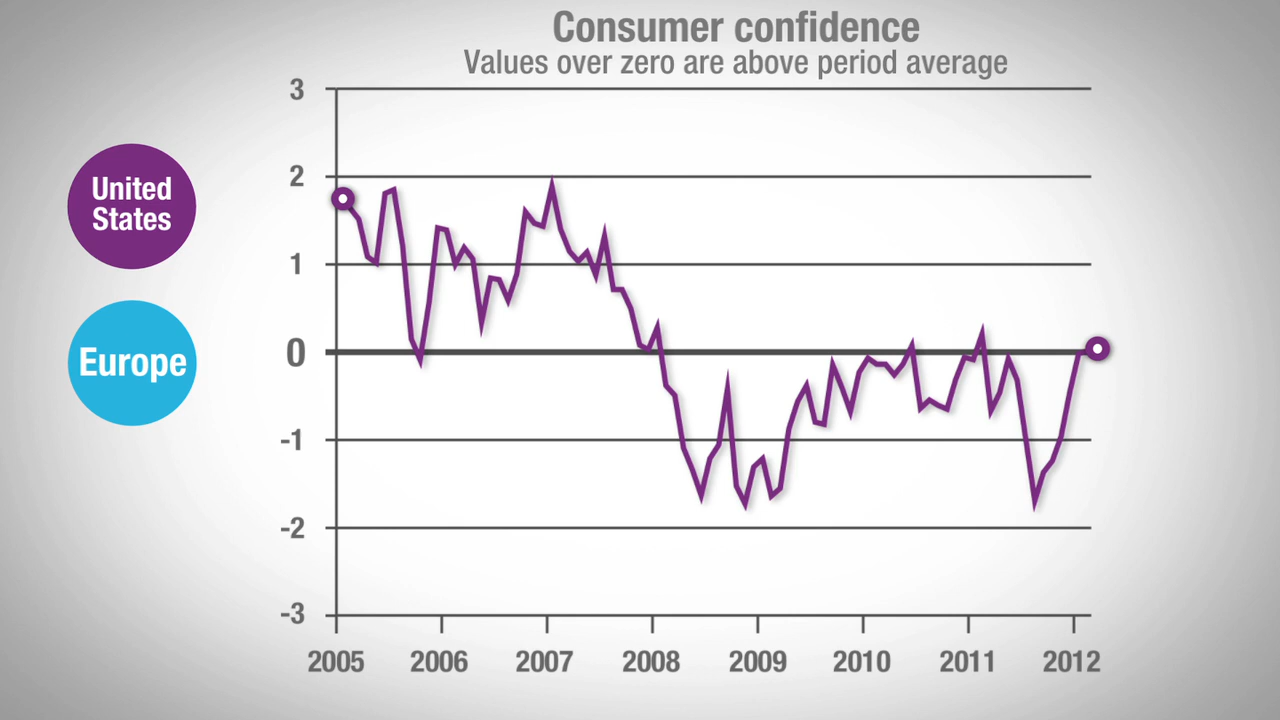 Consumer confidence
Values over zero are above period average
United
States
Europe
3
2
1
0
-1
-2
-3
2005 2006 2007 2008 2009 2010 2011 2012